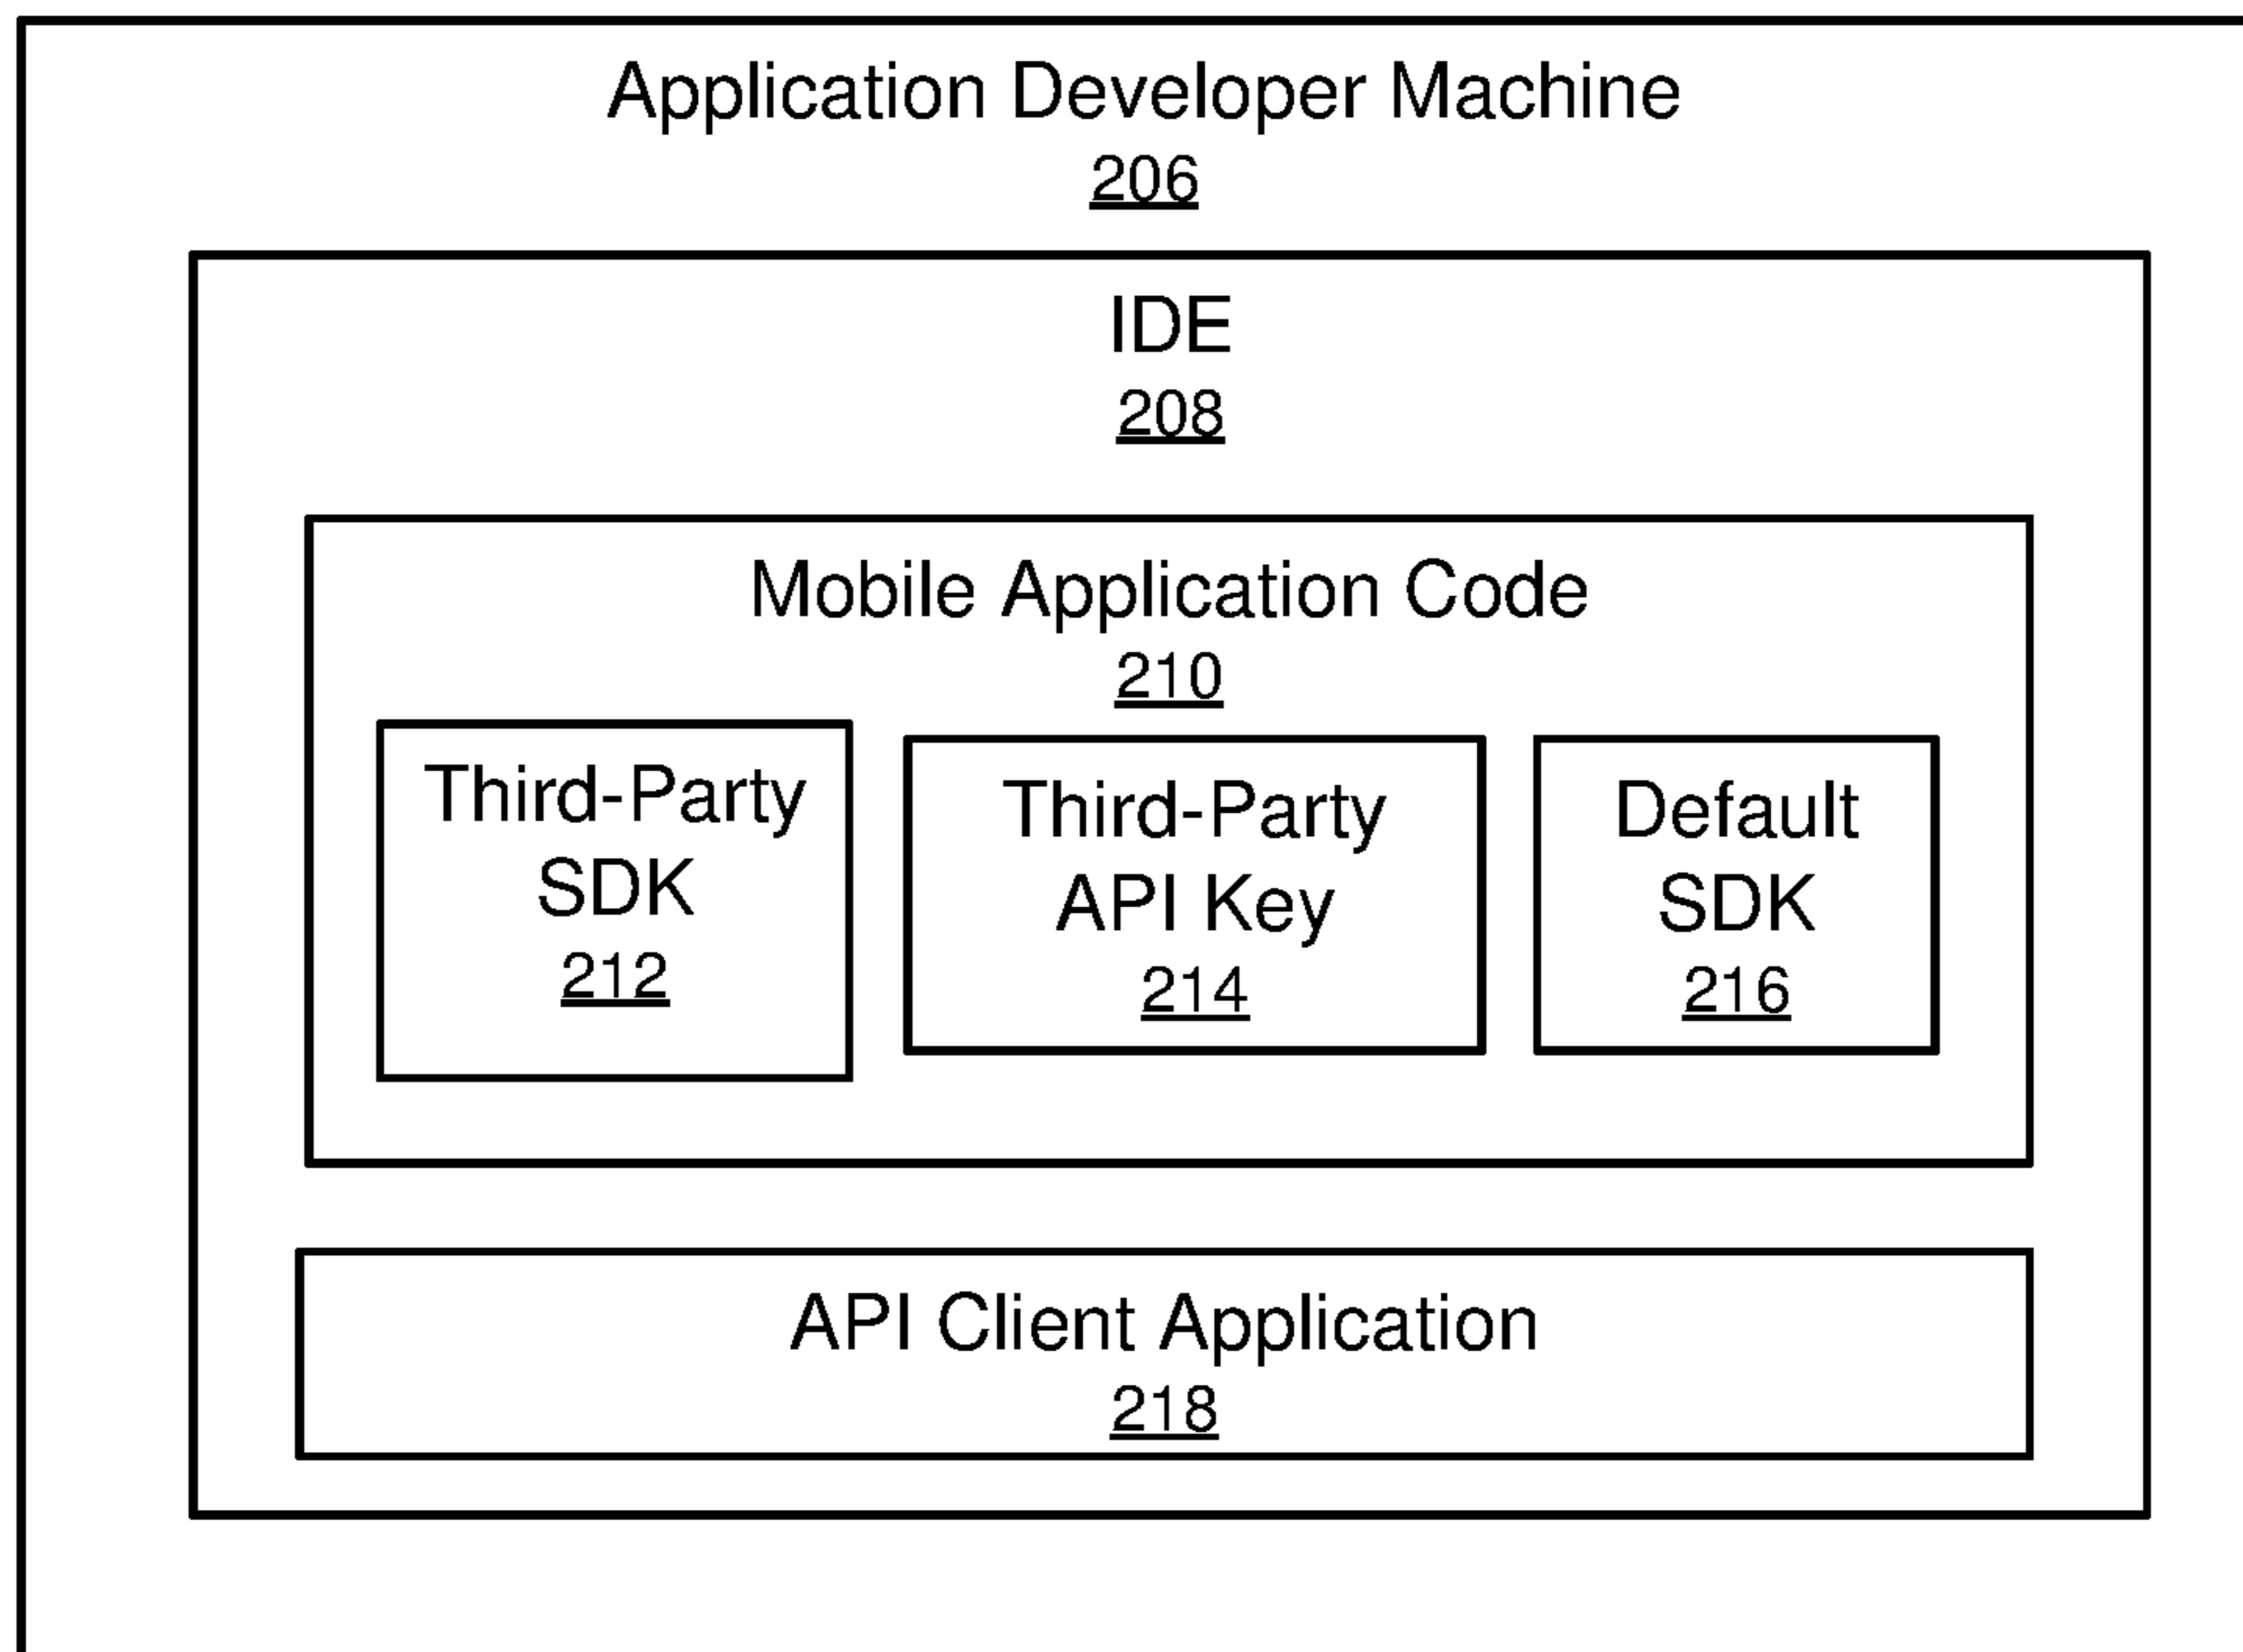 Application Developer Machine
206
IDE
208
Mobile Application Code
210
Third-Party
SDK
212
Third-Party
API Key
214
Default
SDK
216
API Client Application
218